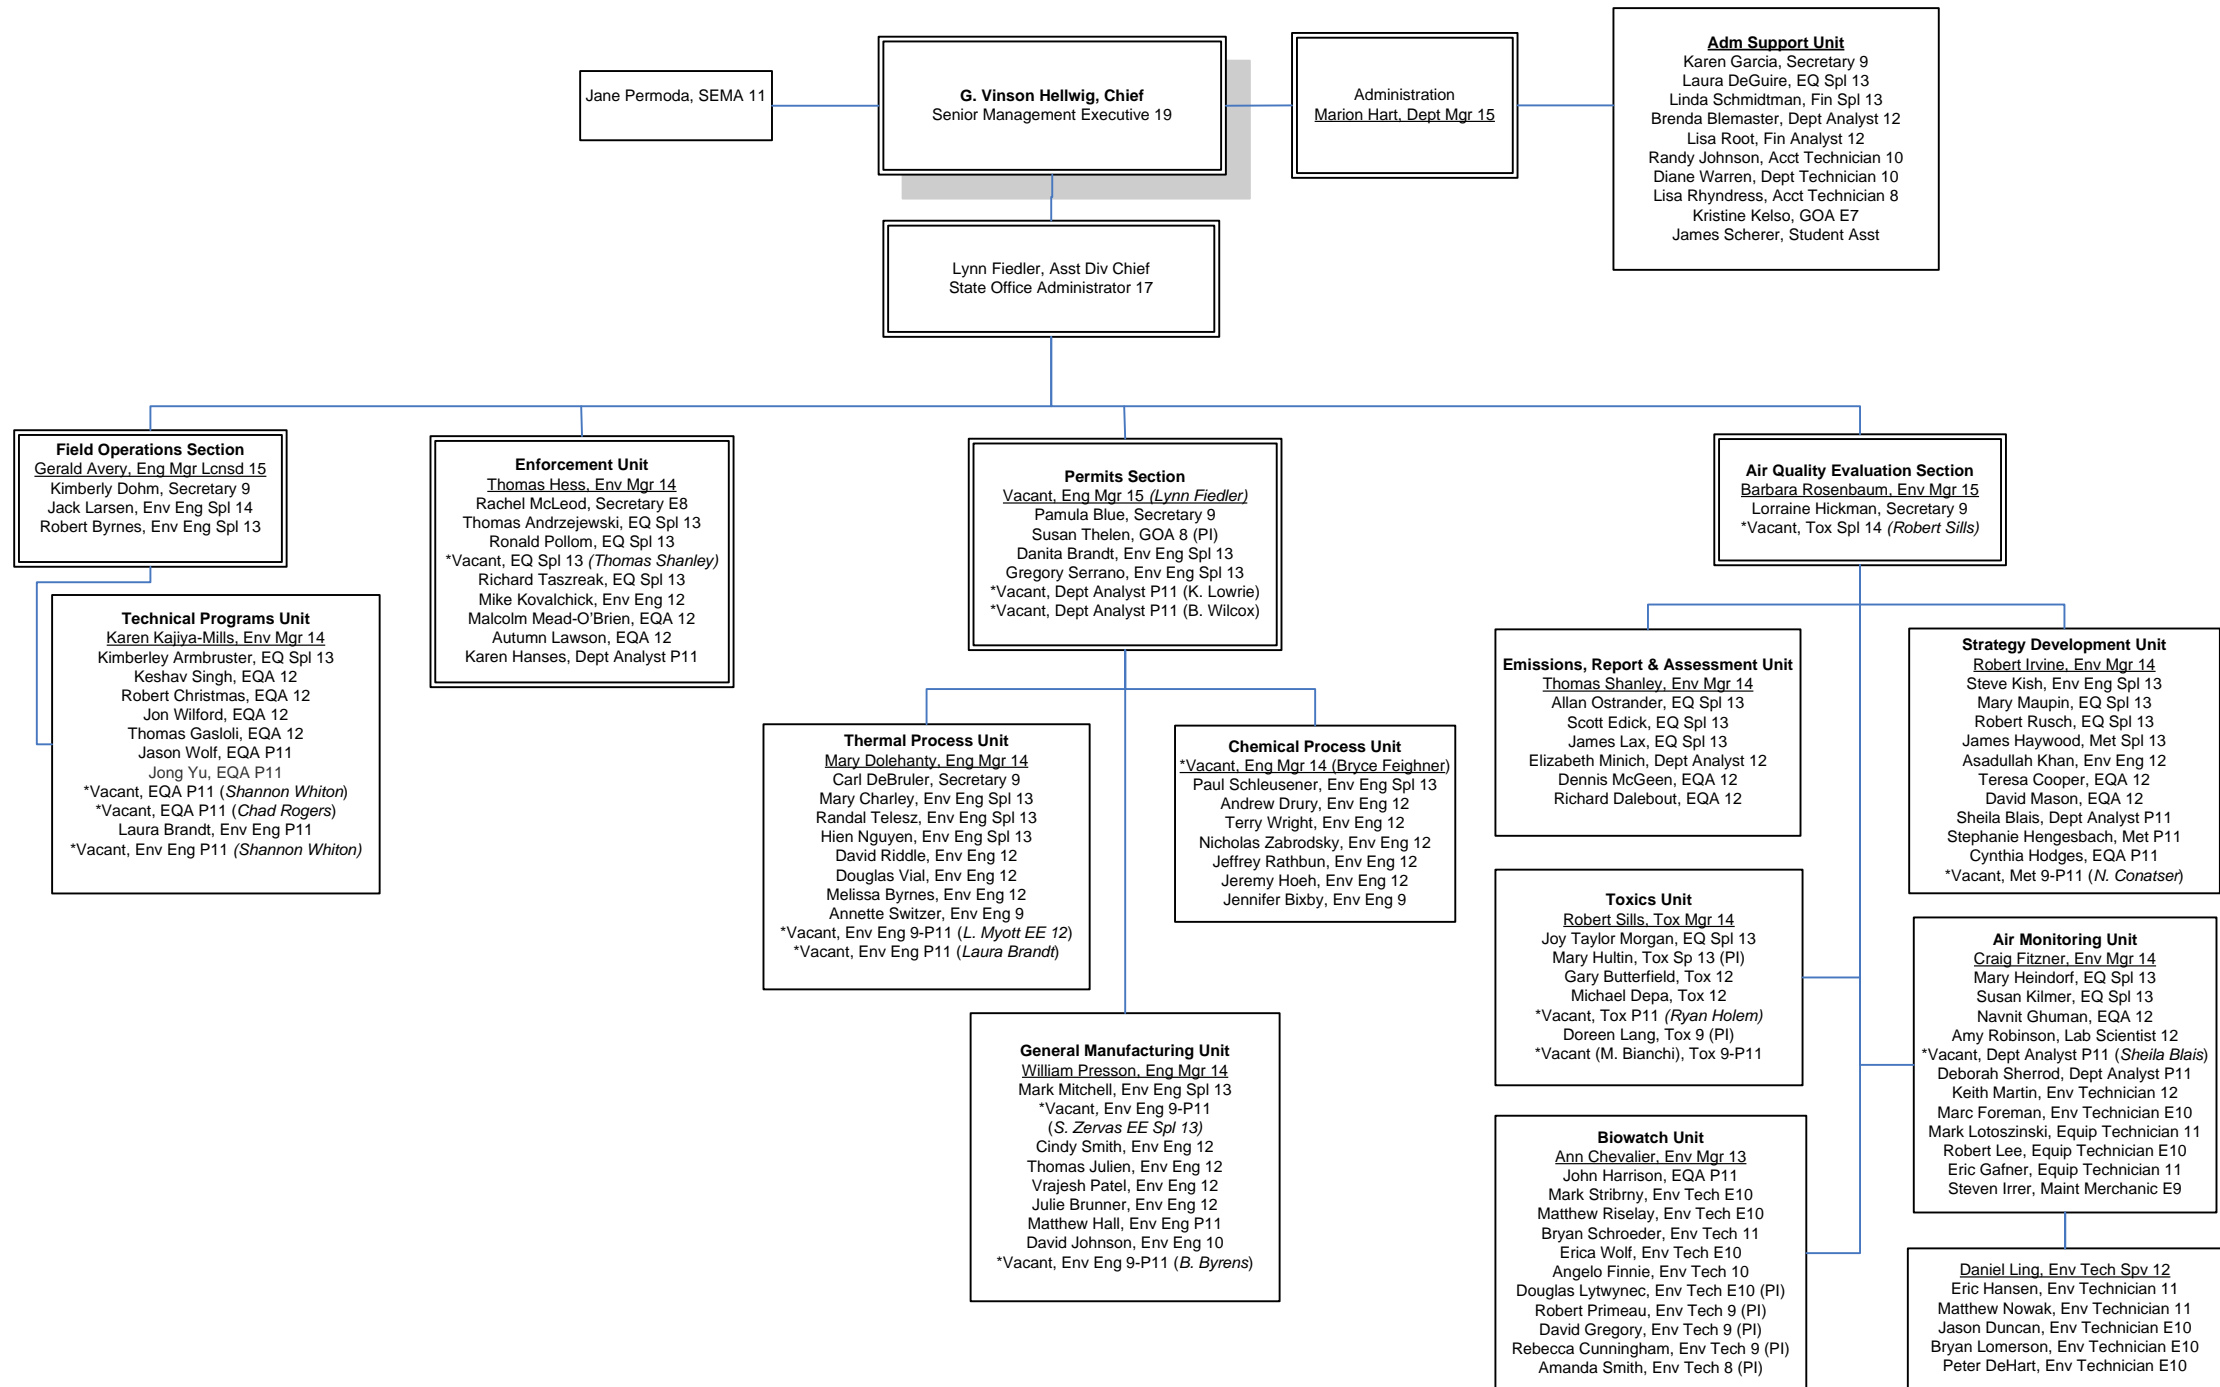 Jane Permoda, SEMA 11
G. Vinson Hellwig, Chief
Senior Management Executive 19
Administration
Marion Hart, Dept Mgr 15
Adm Support Unit
Karen Garcia, Secretary 9
Laura DeGuire, EQ Spl 13
Linda Schmidtman, Fin Spl 13
Brenda Blemaster, Dept Analyst 12
Lisa Root, Fin Analyst 12
Randy Johnson, Acct Technician 10
Diane Warren, Dept Technician 10
Lisa Rhyndress, Acct Technician 8
Kristine Kelso, GOA E7
James Scherer, Student Asst
Lynn Fiedler, Asst Div Chief
State Office Administrator 17
Field Operations Section
Gerald Avery, Eng Mgr Lcnsd 15
Kimberly Dohm, Secretary 9
Jack Larsen, Env Eng Spl 14
Robert Byrnes, Env Eng Spl 13
Technical Programs Unit
Karen Kajiya-Mills, Env Mgr 14
Kimberley Armbruster, EQ Spl 13
Keshav Singh, EQA 12
Robert Christmas, EQA 12
Jon Wilford, EQA 12
Thomas Gasloli, EQA 12
Jason Wolf, EQA P11
Jong Yu, EQA P11
*Vacant, EQA P11 (Shannon Whiton)
*Vacant, EQA P11 (Chad Rogers)
Laura Brandt, Env Eng P11
*Vacant, Env Eng P11 (Shannon Whiton)
Enforcement Unit
Thomas Hess, Env Mgr 14
Rachel McLeod, Secretary E8
Thomas Andrzejewski, EQ Spl 13
Ronald Pollom, EQ Spl 13
*Vacant, EQ Spl 13 (Thomas Shanley)
Richard Taszreak, EQ Spl 13
Mike Kovalchick, Env Eng 12
Malcolm Mead-O'Brien, EQA 12
Autumn Lawson, EQA 12
Karen Hanses, Dept Analyst P11
Permits Section
Vacant, Eng Mgr 15 (Lynn Fiedler)
Pamula Blue, Secretary 9
Susan Thelen, GOA 8 (PI)
Danita Brandt, Env Eng Spl 13
Gregory Serrano, Env Eng Spl 13
*Vacant, Dept Analyst P11 (K. Lowrie)
*Vacant, Dept Analyst P11 (B. Wilcox)
Thermal Process Unit
Mary Dolehanty, Eng Mgr 14
Carl DeBruler, Secretary 9
Mary Charley, Env Eng Spl 13
Randal Telesz, Env Eng Spl 13
Hien Nguyen, Env Eng Spl 13
David Riddle, Env Eng 12
Douglas Vial, Env Eng 12
Melissa Byrnes, Env Eng 12
Annette Switzer, Env Eng 9
*Vacant, Env Eng 9-P11 (L. Myott EE 12)
*Vacant, Env Eng P11 (Laura Brandt)
Chemical Process Unit
*Vacant, Eng Mgr 14 (Bryce Feighner)
Paul Schleusener, Env Eng Spl 13
Andrew Drury, Env Eng 12
Terry Wright, Env Eng 12
Nicholas Zabrodsky, Env Eng 12
Jeffrey Rathbun, Env Eng 12
Jeremy Hoeh, Env Eng 12
Jennifer Bixby, Env Eng 9
General Manufacturing Unit
William Presson, Eng Mgr 14
Mark Mitchell, Env Eng Spl 13
*Vacant, Env Eng 9-P11
(S. Zervas EE Spl 13)
Cindy Smith, Env Eng 12
Thomas Julien, Env Eng 12
Vrajesh Patel, Env Eng 12
Julie Brunner, Env Eng 12
Matthew Hall, Env Eng P11
David Johnson, Env Eng 10
*Vacant, Env Eng 9-P11 (B. Byrens)
Air Quality Evaluation Section
Barbara Rosenbaum, Env Mgr 15
Lorraine Hickman, Secretary 9
*Vacant, Tox Spl 14 (Robert Sills)
Emissions, Report & Assessment Unit
Thomas Shanley, Env Mgr 14
Allan Ostrander, EQ Spl 13
Scott Edick, EQ Spl 13
James Lax, EQ Spl 13
Elizabeth Minich, Dept Analyst 12
Dennis McGeen, EQA 12
Richard Dalebout, EQA 12
Toxics Unit
Robert Sills, Tox Mgr 14
Joy Taylor Morgan, EQ Spl 13
Mary Hultin, Tox Sp 13 (PI)
Gary Butterfield, Tox 12
Michael Depa, Tox 12
*Vacant, Tox P11 (Ryan Holem)
Doreen Lang, Tox 9 (PI)
*Vacant (M. Bianchi), Tox 9-P11
Biowatch Unit
Ann Chevalier, Env Mgr 13
John Harrison, EQA P11
Mark Stribrny, Env Tech E10
Matthew Riselay, Env Tech E10
Bryan Schroeder, Env Tech 11
Erica Wolf, Env Tech E10
Angelo Finnie, Env Tech 10
Douglas Lytwynec, Env Tech E10 (PI)
Robert Primeau, Env Tech 9 (PI)
David Gregory, Env Tech 9 (PI)
Rebecca Cunningham, Env Tech 9 (PI)
Amanda Smith, Env Tech 8 (PI)
Strategy Development Unit
Robert Irvine, Env Mgr 14
Steve Kish, Env Eng Spl 13
Mary Maupin, EQ Spl 13
Robert Rusch, EQ Spl 13
James Haywood, Met Spl 13
Asadullah Khan, Env Eng 12
Teresa Cooper, EQA 12
David Mason, EQA 12
Sheila Blais, Dept Analyst P11
Stephanie Hengesbach, Met P11
Cynthia Hodges, EQA P11
*Vacant, Met 9-P11 (N. Conatser)
Air Monitoring Unit
Craig Fitzner, Env Mgr 14
Mary Heindorf, EQ Spl 13
Susan Kilmer, EQ Spl 13
Navnit Ghuman, EQA 12
Amy Robinson, Lab Scientist 12
*Vacant, Dept Analyst P11 (Sheila Blais)
Deborah Sherrod, Dept Analyst P11
Keith Martin, Env Technician 12
Marc Foreman, Env Technician E10
Mark Lotoszinski, Equip Technician 11
Robert Lee, Equip Technician E10
Eric Gafner, Equip Technician 11
Steven Irrer, Maint Merchanic E9
Daniel Ling, Env Tech Spv 12
Eric Hansen, Env Technician 11
Matthew Nowak, Env Technician 11
Jason Duncan, Env Technician E10
Bryan Lomerson, Env Technician E10
Peter DeHart, Env Technician E10